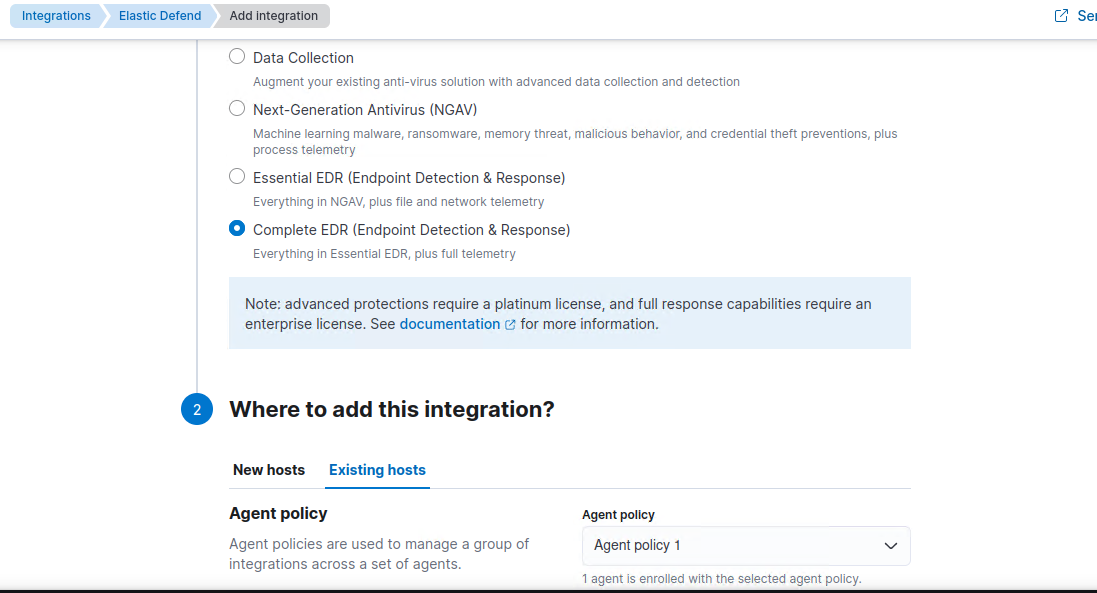 Integrations
Elastic Defend
Add integration
Data Collection
Augment your existing anti-virus solution with advanced data collection and detection
Next-Generation Antivirus (NGAV)
Machine learning malware, ransomware, memory threat, malicious behavior, and credential theft preventions, plus
process telemetry
Essential EDR (Endpoint Detection & Response)
Everything in NGAV, plus file and network telemetry
Complete EDR (Endpoint Detection & Response)
Everything in Essential EDR, plus full telemetry
Note: advanced protections require a platinum license, and full response capabilities require an
enterprise license. See documentation for more information.
2 Where to add this integration?
New hosts
Existing hosts
Agent policy
Agent policies are used to manage a group of
integrations across a set of agents.
Agent policy
Agent policy 1
1 agent is enrolled with the selected agent policy.